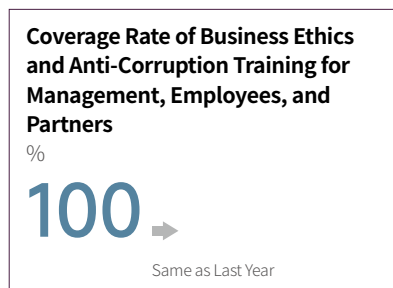 Coverage Rate of Business Ethics
and Anti-Corruption Training for
Management, Employees, and
Partners
%
100
Same as Last Year